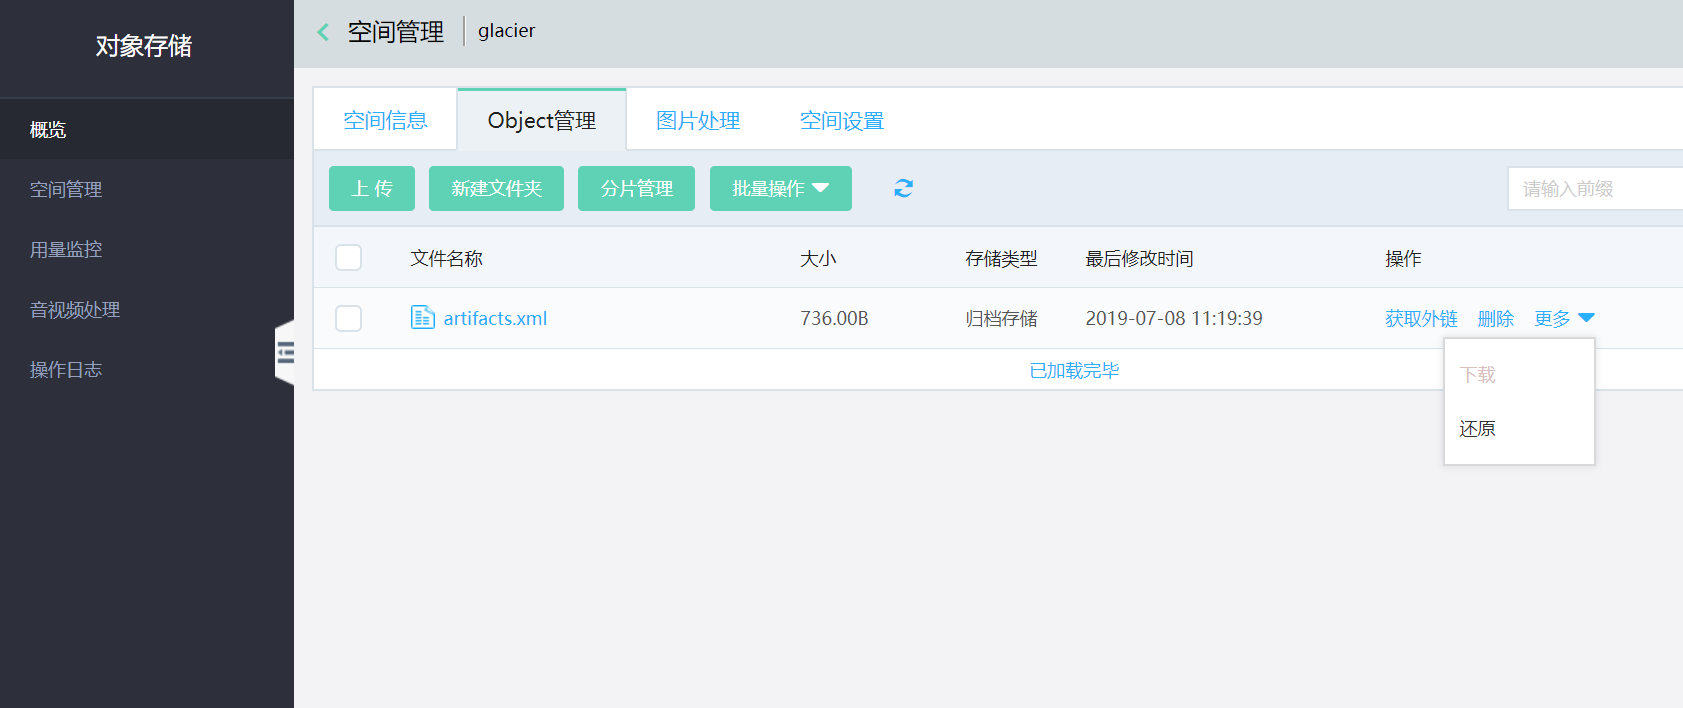 对象存储
概览
空间管理
用量监控
音视频处理
操作日志
空间管理 glacier
空间信息 Object管理 图片处理 空间设置
上传 新建文件夹 分片管理 批量操作 请输入前缀
文件名称 大小 存储类型 最后修改时间 操作
artifacts.xml 736.00B 归档存储 2019-07-08 11:19:39 获取外链 删除 更多
已加载完毕
下载
还原